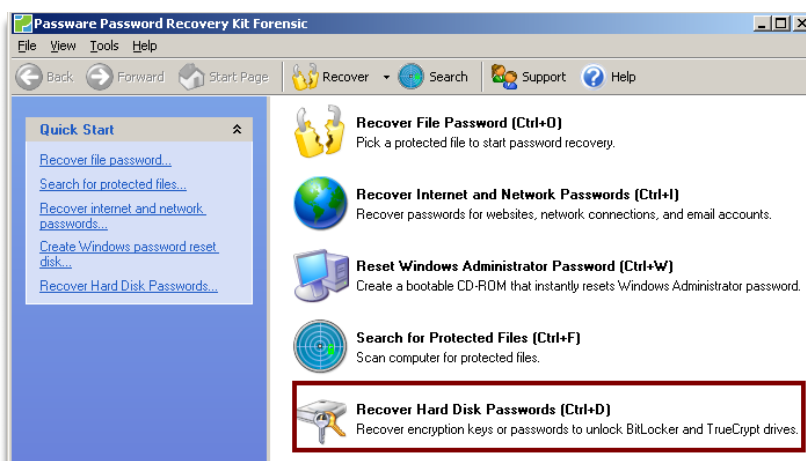 Passware Password Recovery Kit Forensic
File View Tools Help
Back Forward Start Page Recover Search Support Help
Quick Start
Recover file password...
Search for protected files...
Recover internet and network
passwords...
Create Windows password reset
disk...
Recover Hard Disk Passwords...
Recover File Password (Ctrl+O)
Pick a protected file to start password recovery.
Recover Internet and Network Passwords (Ctrl+I)
Recover passwords for websites, network connections, and email accounts.
Reset Windows Administrator Password (Ctrl+W)
Create a bootable CD-ROM that instantly resets Windows Administrator password.
Search for Protected Files (Ctrl+F)
Scan computer for protected files.
Recover Hard Disk Passwords (Ctrl+D)
Recover encryption keys or passwords to unlock BitLocker and TrueCrypt drives.